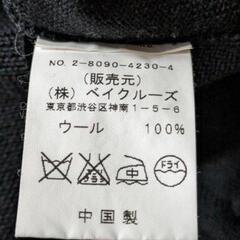 NO. 2-8090-4230-4
(販売元)
(株) ベイクルーズ
東京都渋谷区神南1-5-6
ウール 100%
中 ドライ
中国製